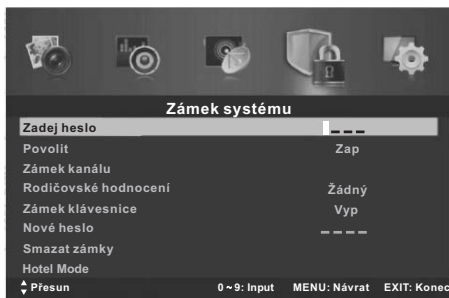 Zámek systému
Zadej heslo _ _ _
Povolit Zap
Zámek kanálu
Rodičovské hodnocení Žádný
Zámek klávesnice Vyp
Nové heslo _ _ _ _
Smazat zámky
Hotel Mode
Přesun 0~9: Input MENU: Návrat EXIT: Konec